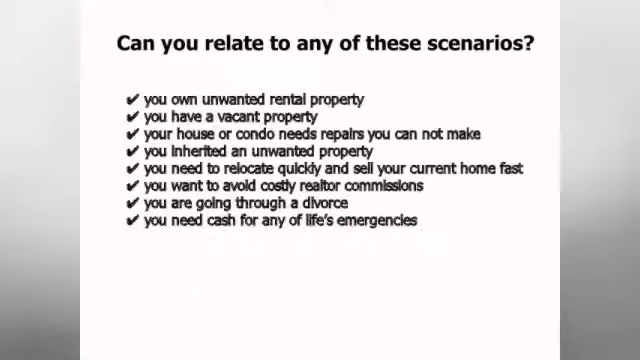 Can you relate to any of these scenarios?
✔ you own unwanted rental property
✔ you have a vacant property
✔ your house or condo needs repairs you can not make
✔ you inherited an unwanted property
✔ you need to relocate quickly and sell your current home fast
✔ you want to avoid costly realtor commissions
✔ you are going through a divorce
✔ you need cash for any of life's emergencies